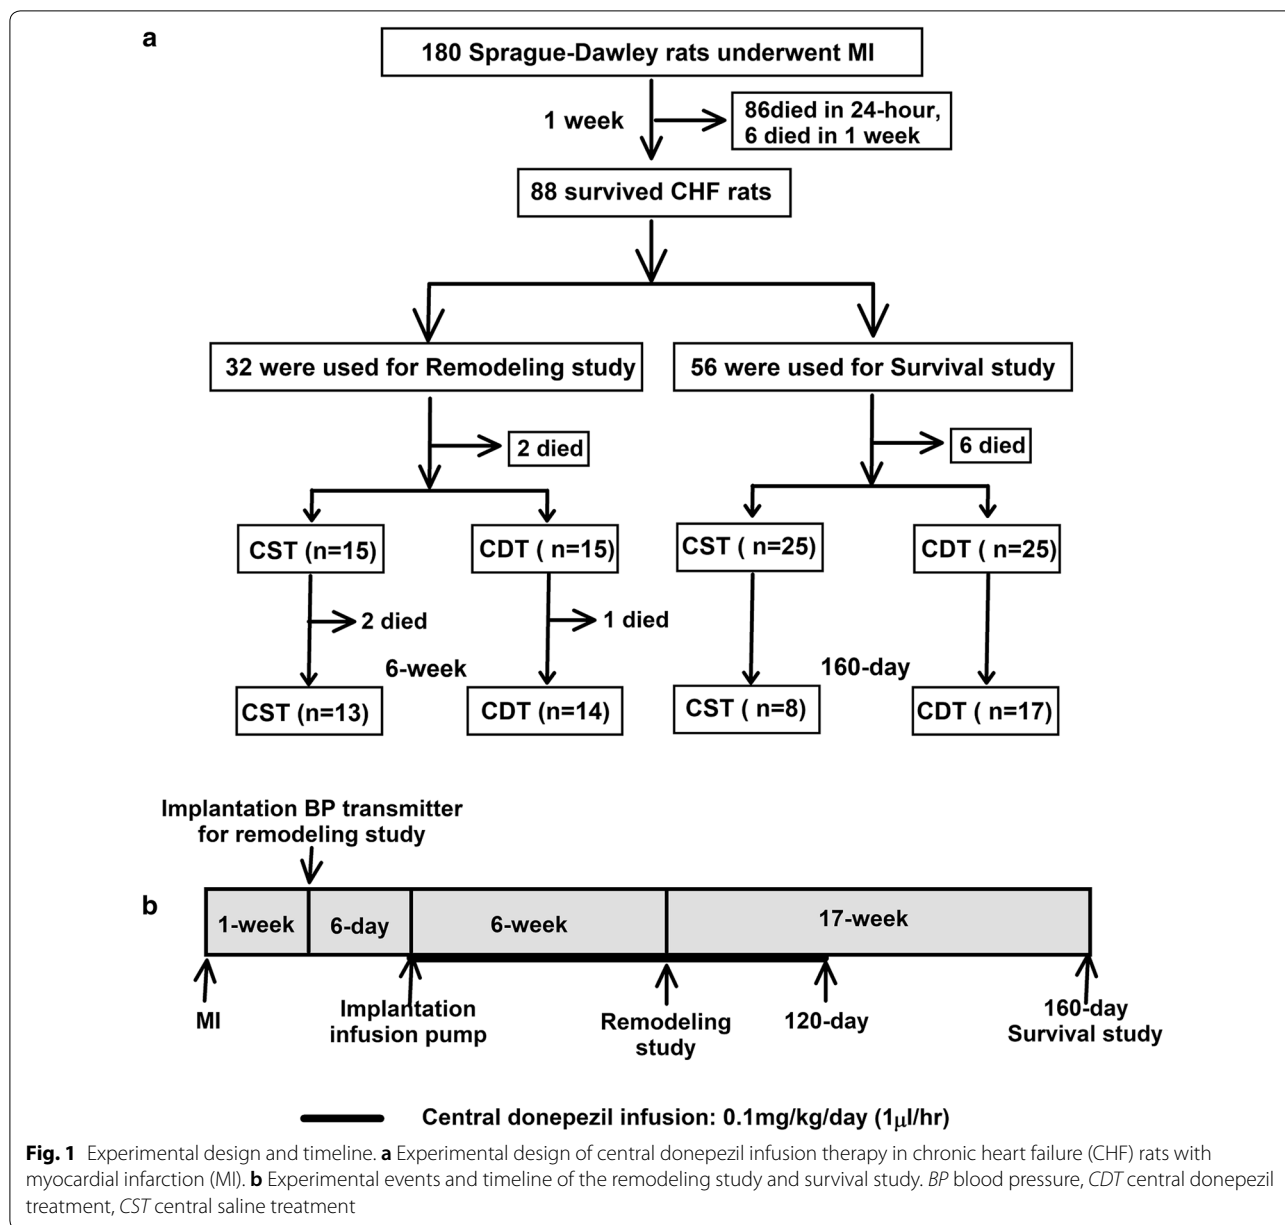 a
180 Sprague-Dawley rats underwent MI
1 week
86died in 24-hour,
6 died in 1 week
88 survived CHF rats
32 were used for Remodeling study
56 were used for Survival study
2 died
6 died
CST (n=15)
CDT ( n=15)
CST ( n=25)
CDT ( n=25)
2 died
1 died
6-week
160-day
CST (n=13)
CDT (n=14)
CST ( n=8)
CDT ( n=17)
Implantation BP transmitter
for remodeling study
b
1-week
6-day
6-week
17-week
MI
Implantation
infusion pump
Remodeling
study
120-day
160-day
Survival study
Central donepezil infusion: 0.1mg/kg/day (1μl/hr)
Fig. 1 Experimental design and timeline. a Experimental design of central donepezil infusion therapy in chronic heart failure (CHF) rats with
myocardial infarction (MI). b Experimental events and timeline of the remodeling study and survival study. BP blood pressure, CDT central donepezil
treatment, CST central saline treatment